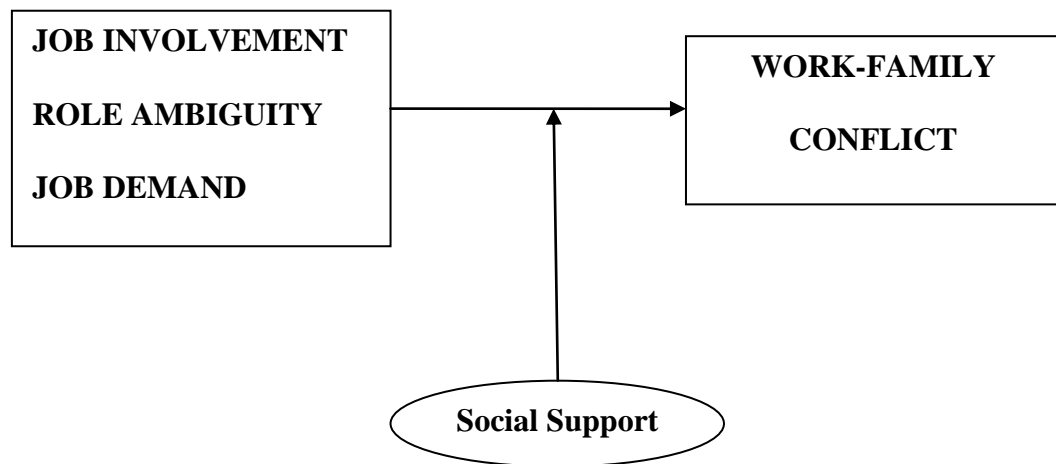 JOB INVOLVEMENT
ROLE AMBIGUITY
JOB DEMAND
WORK-FAMILY
CONFLICT
Social Support